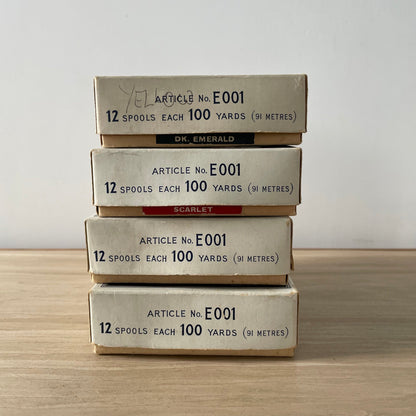 YELLOW
ARTICLE No. E001
12 SPOOLS EACH 100 YARDS (91 METRES)
DK. EMERALD
ARTICLE No. E001
12 SPOOLS EACH 100 YARDS (91 METRES)
SCARLET
ARTICLE No. E001
12 SPOOLS EACH 100 YARDS (91 METRES)
ARTICLE No. E001
12 SPOOLS EACH 100 YARDS (91 METRES)